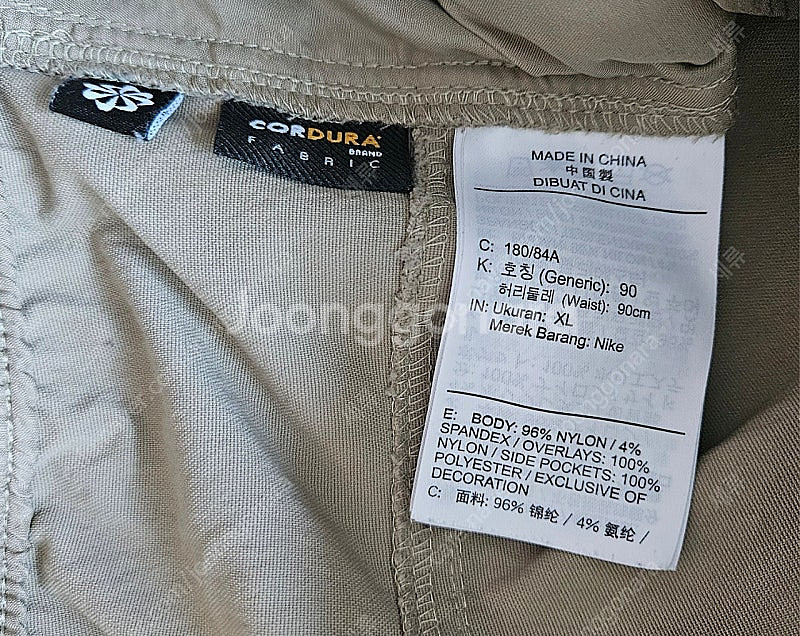 CORDURA
BRAND
FABRIC
MADE IN CHINA
中国製
DIBUAT DI CINA
C: 180/84A
K: 호칭 (Generic): 90
허리둘레 (Waist): 90cm
IN: Ukuran: XL
Merek Barang: Nike
E: BODY: 96% NYLON / 4%
SPANDEX / OVERLAYS: 100%
NYLON / SIDE POCKETS: 100%
POLYESTER / EXCLUSIVE OF
DECORATION
C: 面料: 96% 锦纶 / 4% 氨纶 /
Joonggonara